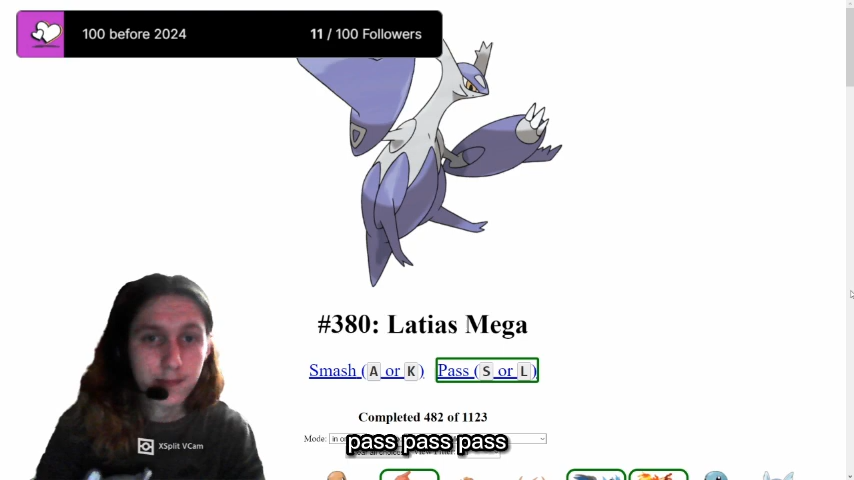 100 before 2024
11 / 100 Followers
#380: Latias Mega
Smash (A or K) Pass (S or L)
Completed 482 of 1123
Mode:
pass pass pass
XSplit VCam